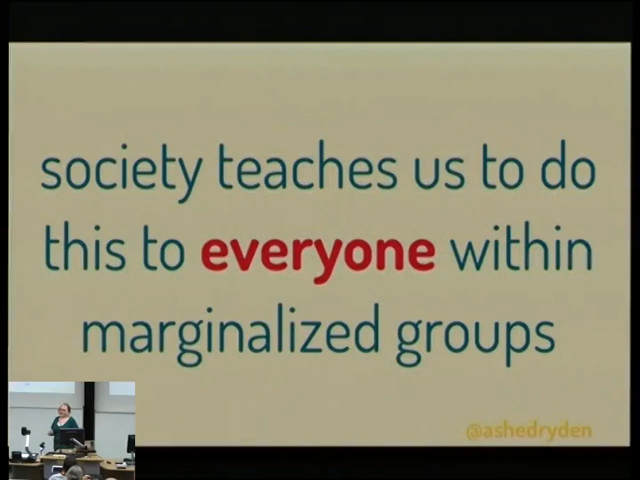 society teaches us to do
this to everyone within
marginalized groups
@ashedryden